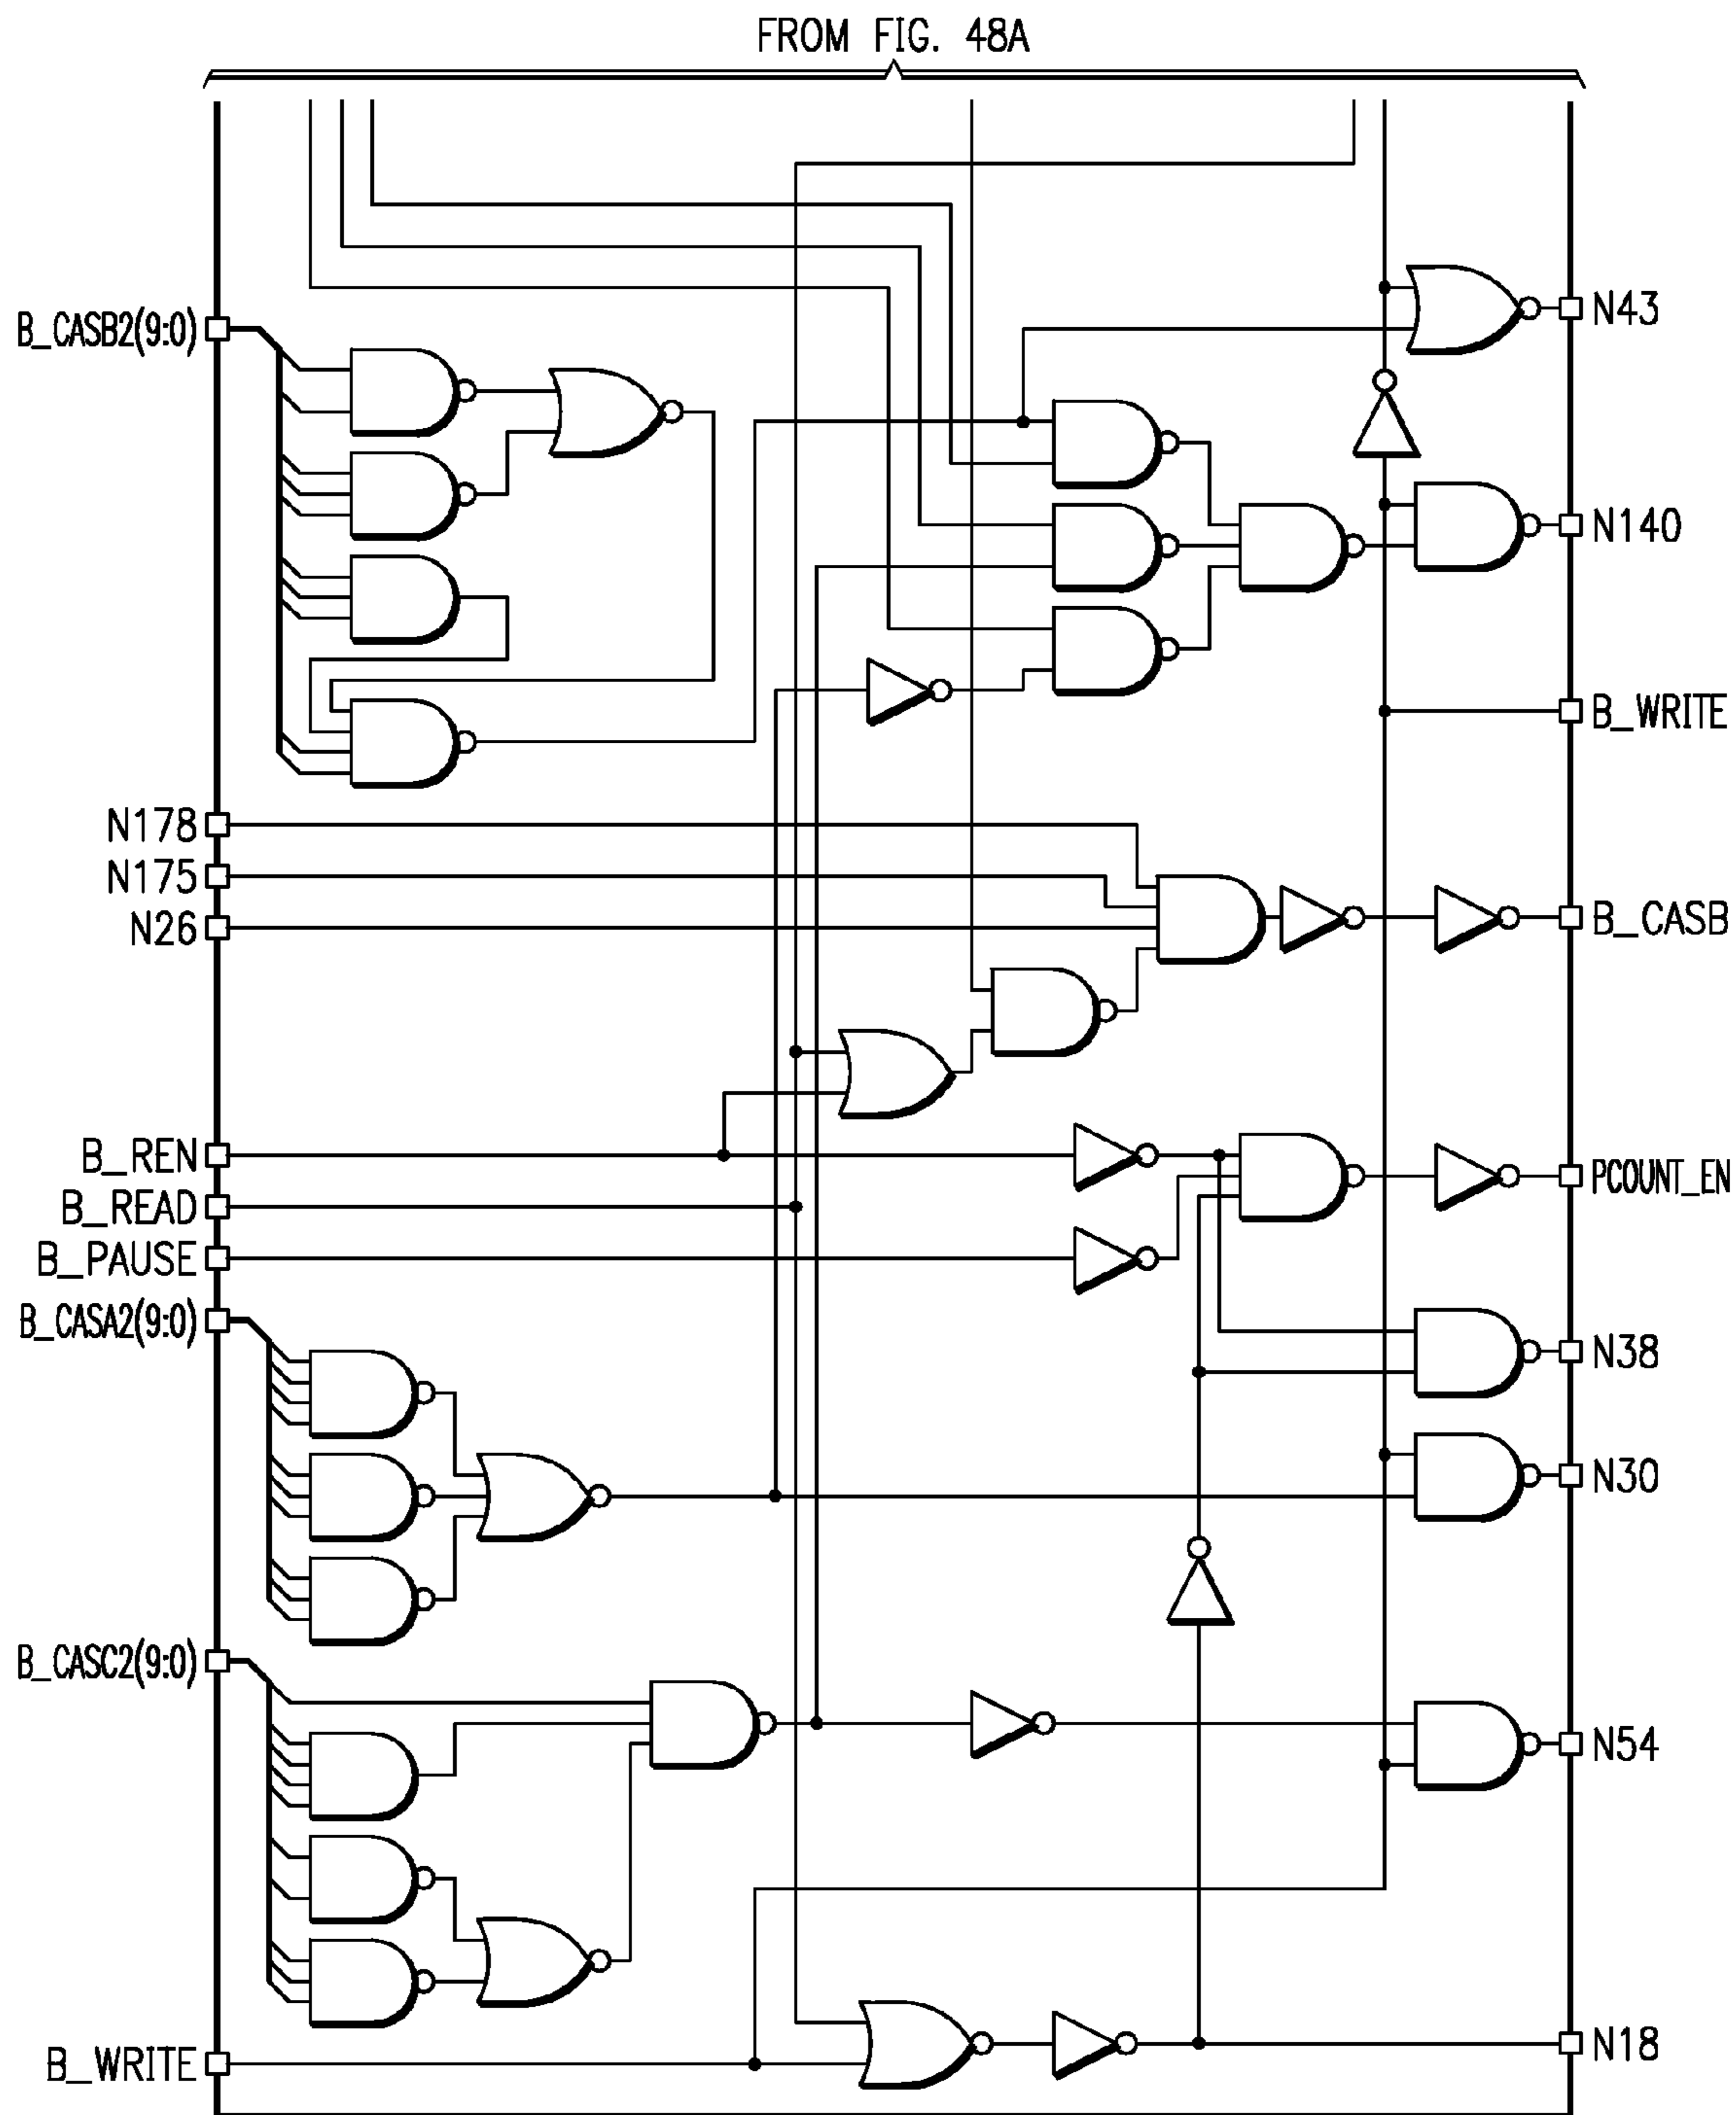 FROM FIG. 48A
B_CASB2(9:0)
N178
N175
N26
B_REN
B_READ
B_PAUSE
B_CASA2(9:0)
B_CASC2(9:0)
B_WRITE
N43
N140
B_WRITE
B_CASB
PCOUNT_EN
N38
N30
N54
N18